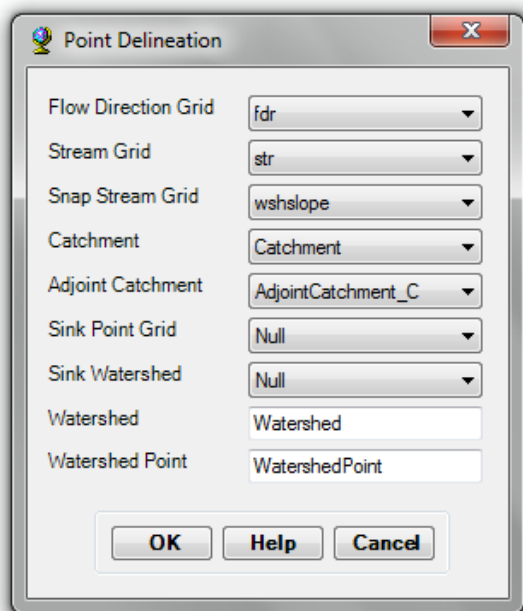 Point Delineation
Flow Direction Grid fdr
Stream Grid str
Snap Stream Grid wshslope
Catchment Catchment
Adjoint Catchment AdjointCatchment_C
Sink Point Grid Null
Sink Watershed Null
Watershed Watershed
Watershed Point WatershedPoint
OK Help Cancel